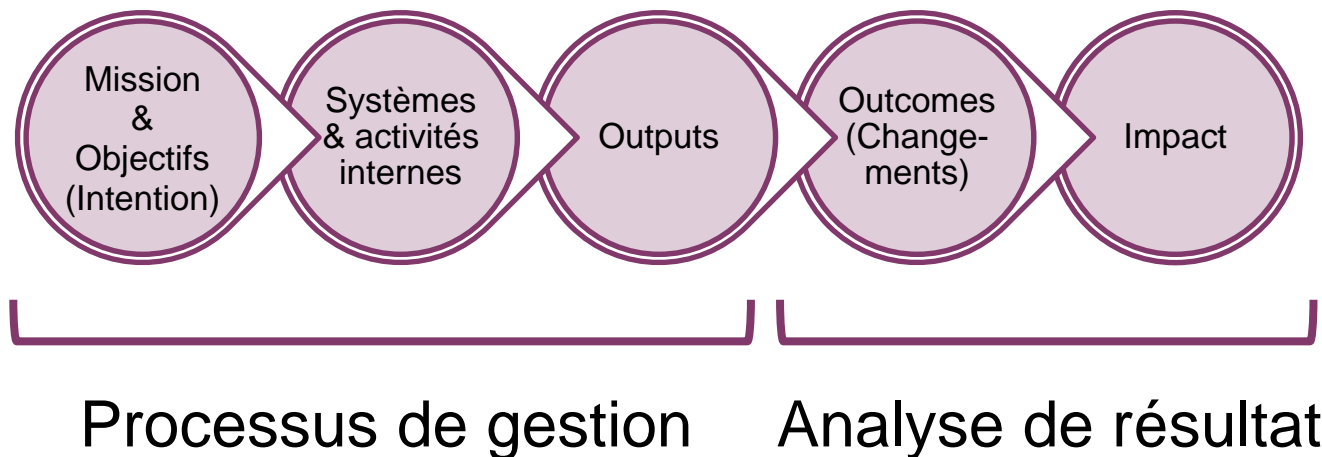 Mission
&
Objectifs
(Intention)
Systèmes
& activités
internes
Outputs
Outcomes
(Change-
ments)
Impact
Processus de gestion
Analyse de résultat